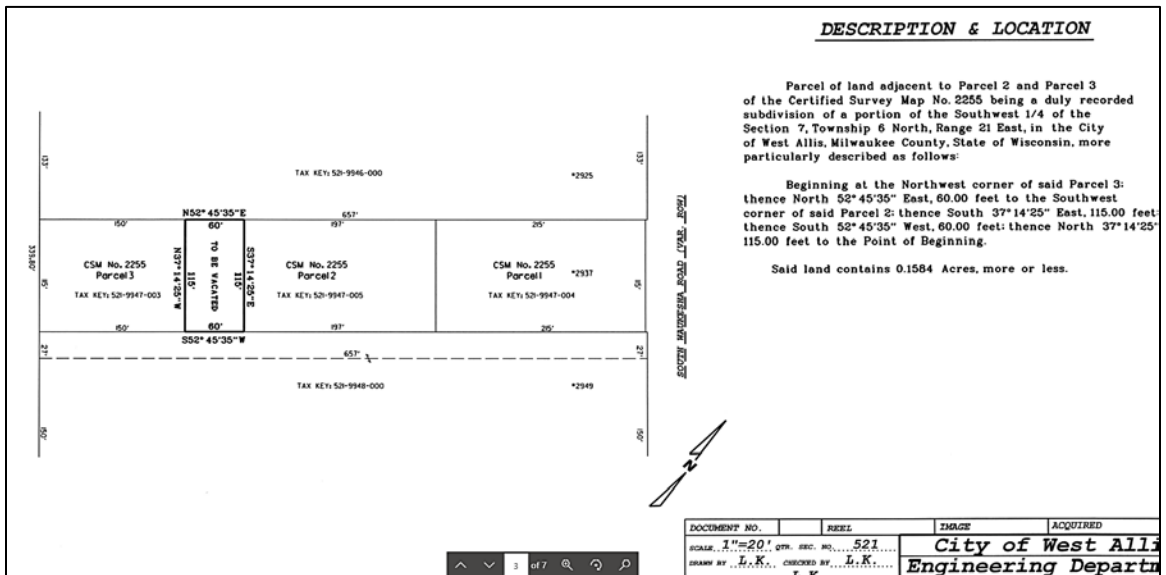 DESCRIPTION & LOCATION
Parcel of land adjacent to Parcel 2 and Parcel 3
of the Certified Survey Map No. 2255 being a duly recorded
subdivision of a portion of the Southwest 1/4 of the
Section 7, Township 6 North, Range 21 East, in the City
of West Allis, Milwaukee County, State of Wisconsin, more
particularly described as follows:
Beginning at the Northwest corner of said Parcel 3;
thence North 52° 45'35" East, 60.00 feet to the Southwest
corner of said Parcel 2; thence South 37° 14'25" East, 115.00 feet;
thence South 52° 45'35" West, 60.00 feet; thence North 37° 14'25"
115.00 feet to the Point of Beginning.
Said land contains 0.1584 Acres, more or less.
133'
133'
TAX KEY: 521-9946-000
*2925
N52° 45'35"E
657'
150'
60'
197'
215'
339.80'
115'
CSM No. 2255
Parcel 3
TAX KEY: 521-9947-003
N37° 14'25"W
115'
TO BE VACATED
115'
S37° 14'25"E
CSM No. 2255
Parcel 2
TAX KEY: 521-9947-005
CSM No. 2255
Parcel 1
*2937
TAX KEY: 521-9947-004
115'
150'
60'
197'
215'
S52° 45'35"W
27'
657'
27'
TAX KEY: 521-9948-000
*2949
150'
150'
SOUTH WAUKESHA ROAD (VAR. ROW)
N
DOCUMENT NO. REEL IMAGE ACQUIRED
SCALE 1"=20' QTR. SEC. NO. 521
DRAWN BY L.K. CHECKED BY L.K.
L.K.
City of West Alli
Engineering Departm
3 of 7